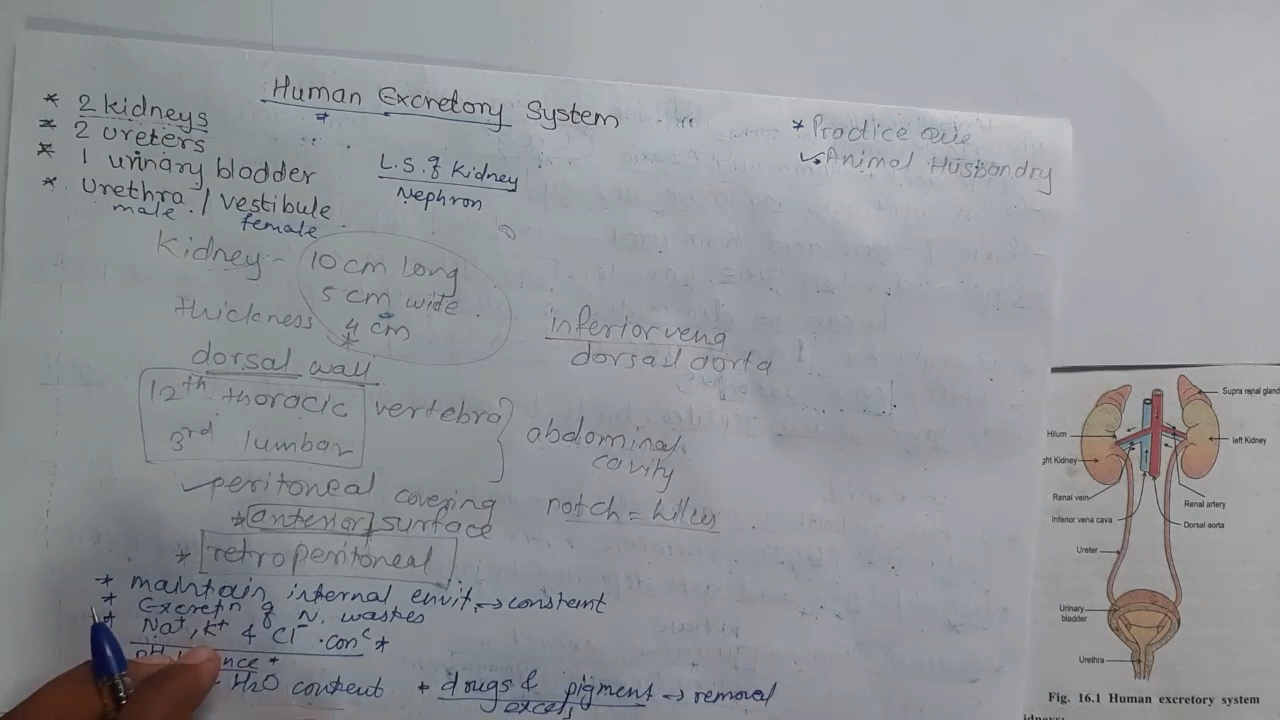 Human Excretory System
* 2 kidneys
* 2 ureters
* 1 urinary bladder
* Urethra / vestibule
male female
L.S. of Kidney
Nephron
* Practice Que
Animal Husbandry
Kidney - 10 cm long
5 cm wide
thickness 4 cm
*
dorsal wall
12th thoracic vertebra
3rd lumbar
abdominal
cavity
inferior vena
dorsal aorta
peritoneal covering
* anterior surface
notch = hilus
* retroperitoneal
* maintain internal envit → constant
* Excretn of N. wastes
* Na+, K+ & Cl- conc *
H2O content * drugs & pigment → removal
excess
Supra renal gland
Hilum
left Kidney
ght Kidney
Renal vein
Renal artery
Inferior vena cava
Dorsal aorta
Ureter
Urinary
bladder
Urethra
Fig. 16.1 Human excretory system